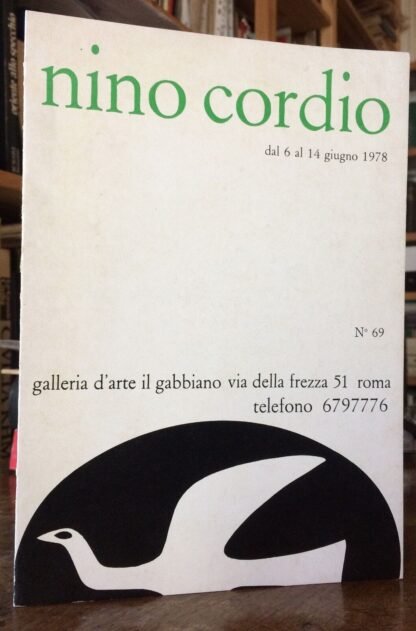 nino cordio
dal 6 al 14 giugno 1978
N° 69
galleria d'arte il gabbiano via della frezza 51 roma
telefono 6797776